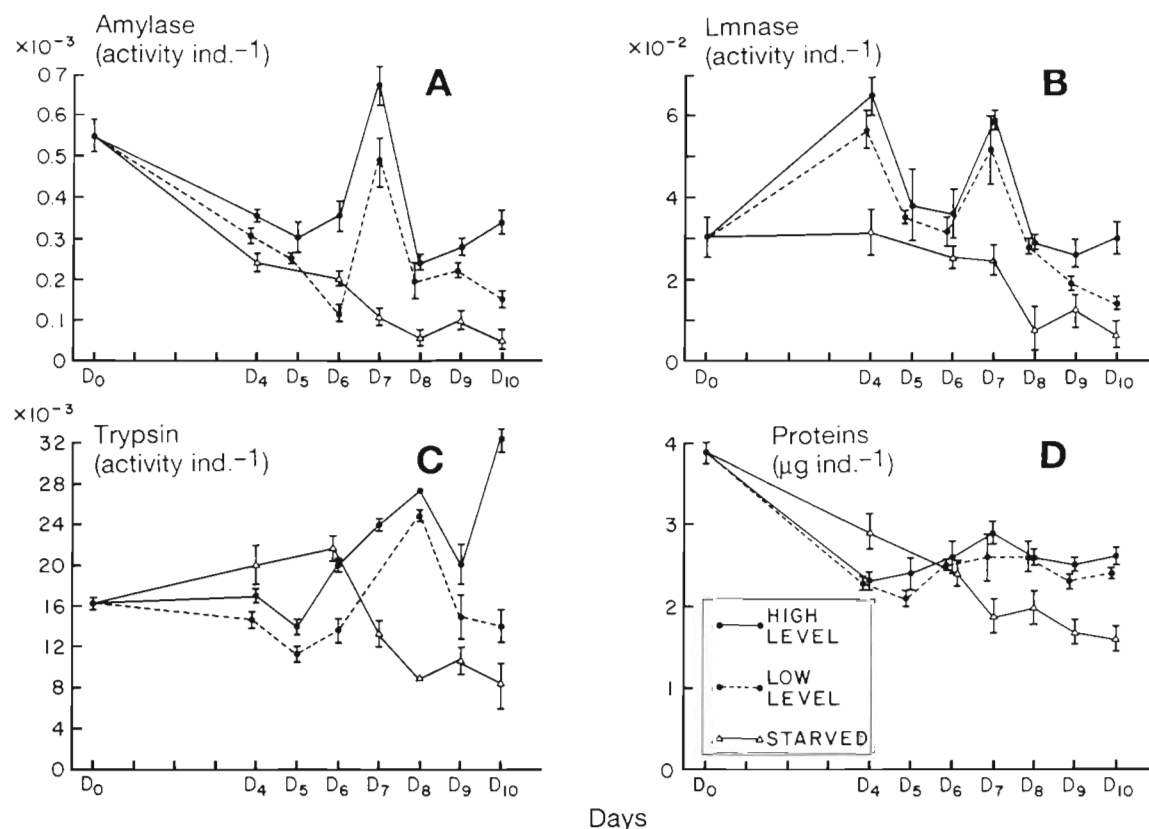 Amylase
×10⁻³ (activity ind.⁻¹)
A
0.7
0.6
0.5
0.4
0.3
0.2
0.1
0
D₀ D₄ D₅ D₆ D₇ D₈ D₉ D₁₀
Lmnase
×10⁻² (activity ind.⁻¹)
B
6
4
2
0
D₀ D₄ D₅ D₆ D₇ D₈ D₉ D₁₀
×10⁻³
Trypsin
(activity ind.⁻¹)
C
32
28
24
20
16
12
8
4
0
D₀ D₄ D₅ D₆ D₇ D₈ D₉ D₁₀
Proteins
(µg ind.⁻¹)
D
4
3
2
1
0
HIGH
LEVEL
LOW
LEVEL
STARVED
D₀ D₄ D₅ D₆ D₇ D₈ D₉ D₁₀
Days